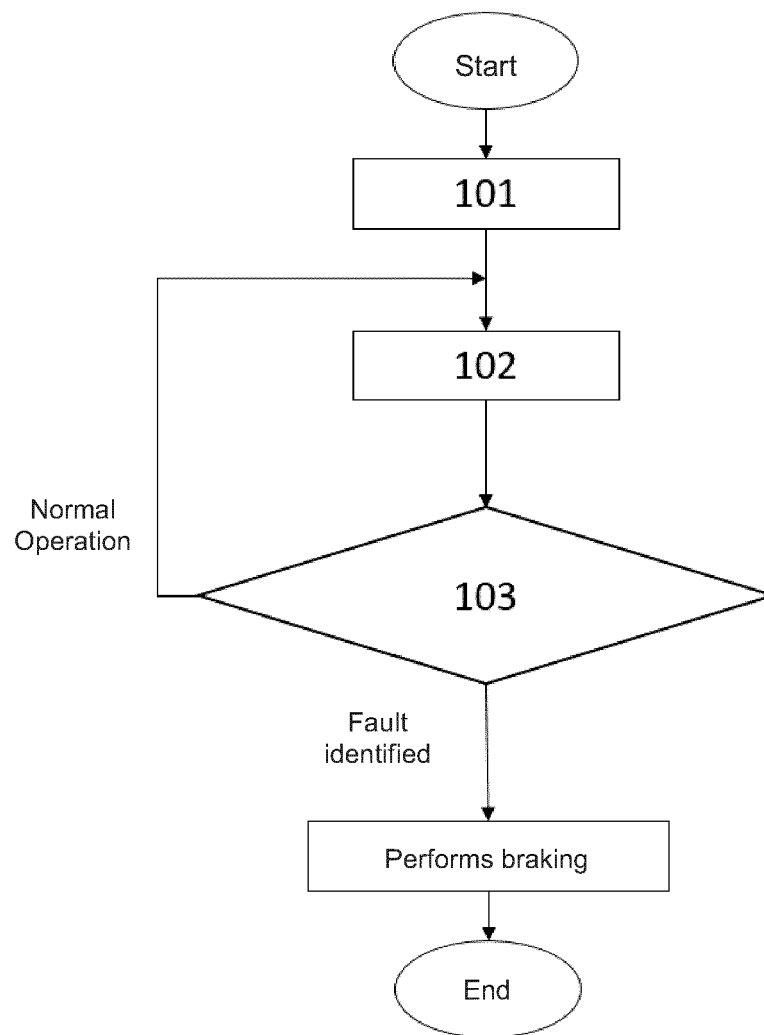 Start
101
102
Normal
Operation
103
Fault
identified
Performs braking
End